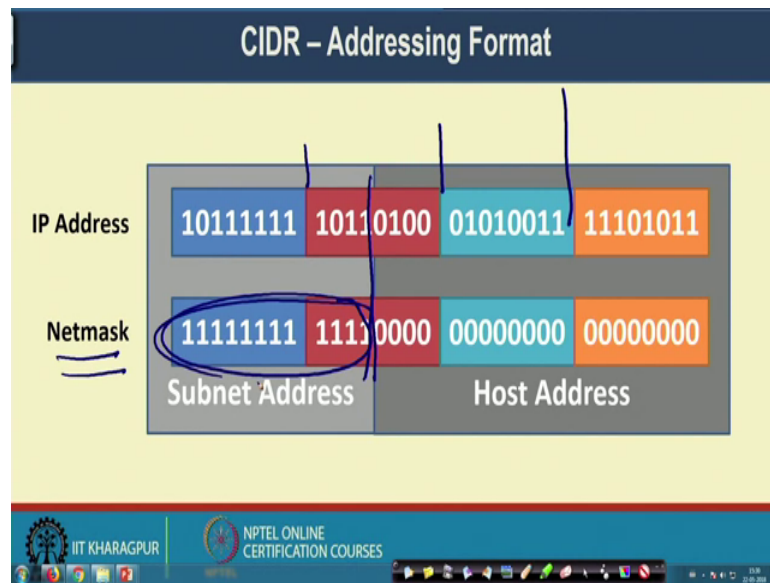 CIDR – Addressing Format
IP Address 10111111 10110100 01010011 11101011
Netmask 11111111 11110000 00000000 00000000
Subnet Address Host Address
IIT KHARAGPUR
NPTEL ONLINE
CERTIFICATION COURSES